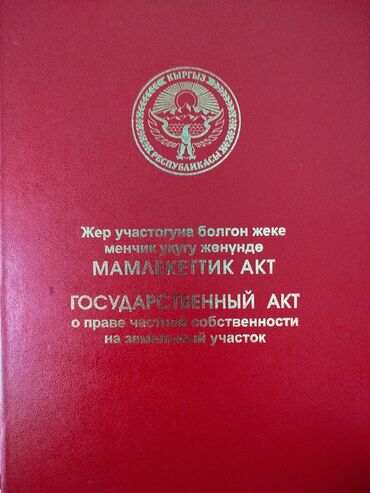 КЫРГЫЗ
РЕСПУБЛИКАСЫ
Жер участогуна болгон жеке
менчик укугу жөнүндө
МАМЛЕКЕТТИК АКТ
ГОСУДАРСТВЕННЫЙ АКТ
о праве частной собственности
на земельный участок